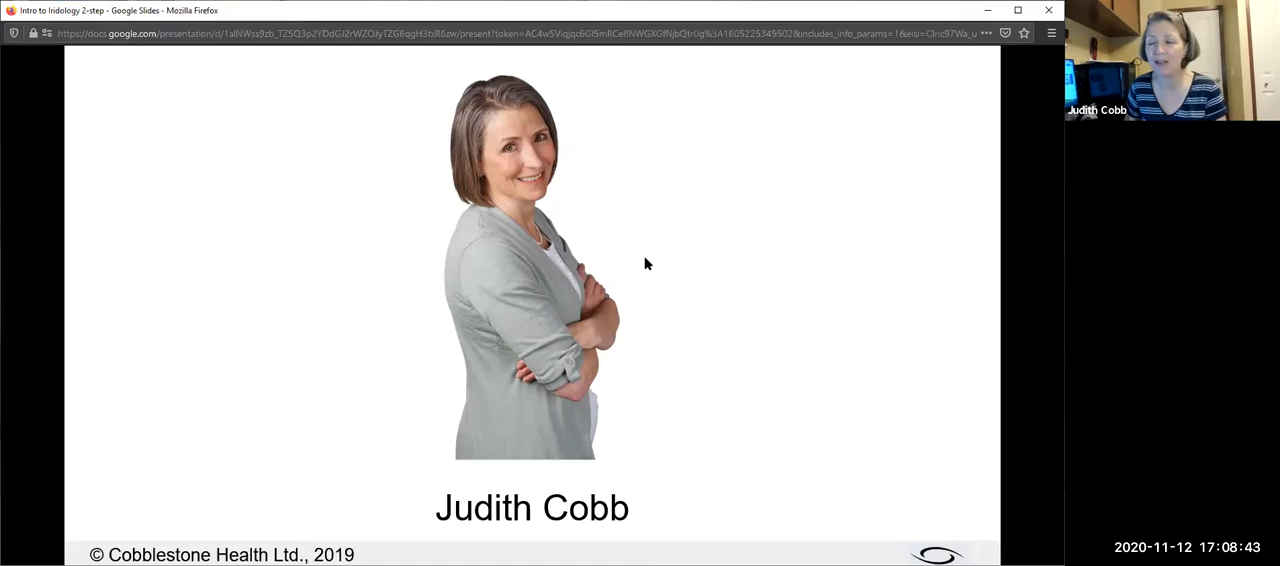 Intro to Iridology 2-step - Google Slides - Mozilla Firefox
Judith Cobb
Judith Cobb
© Cobblestone Health Ltd., 2019
2020-11-12 17:08:43